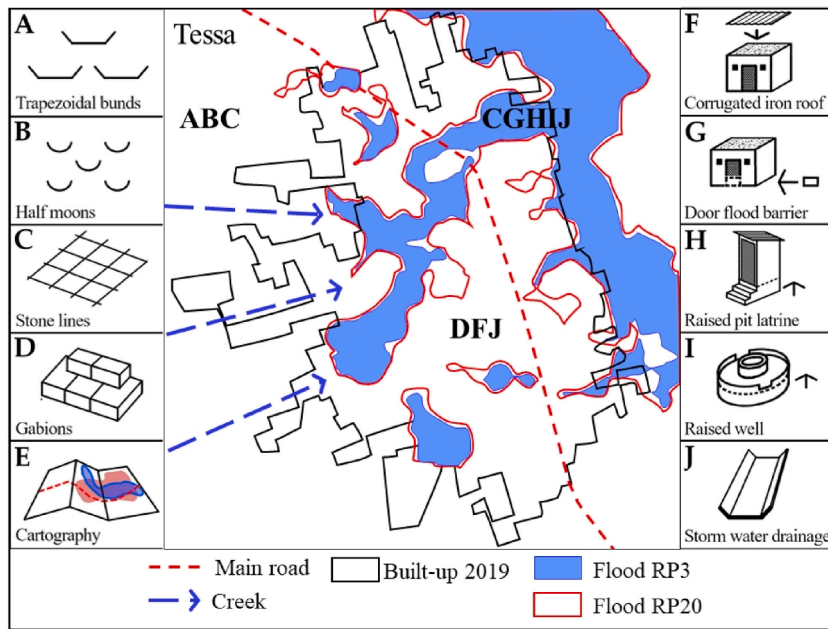 A
Trapezoidal bunds
B
Half moons
C
Stone lines
D
Gabions
E
Cartography
Tessa
ABC
CGHIJ
DFJ
F
Corrugated iron roof
G
Door flood barrier
H
Raised pit latrine
I
Raised well
J
Storm water drainage
Main road
Built-up 2019
Flood RP3
Creek
Flood RP20